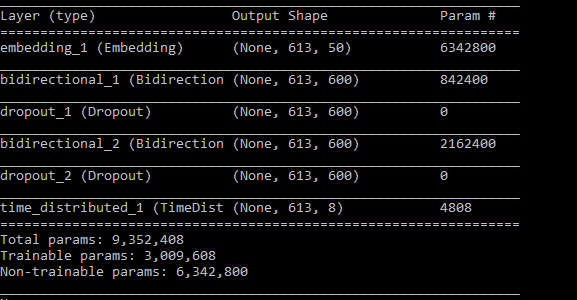 Layer (type) Output Shape Param #
embedding_1 (Embedding) (None, 613, 50) 6342800
bidirectional_1 (Bidirection (None, 613, 600) 842400
dropout_1 (Dropout) (None, 613, 600) 0
bidirectional_2 (Bidirection (None, 613, 600) 2162400
dropout_2 (Dropout) (None, 613, 600) 0
time_distributed_1 (TimeDist (None, 613, 8) 4808
Total params: 9,352,408
Trainable params: 3,009,608
Non-trainable params: 6,342,800